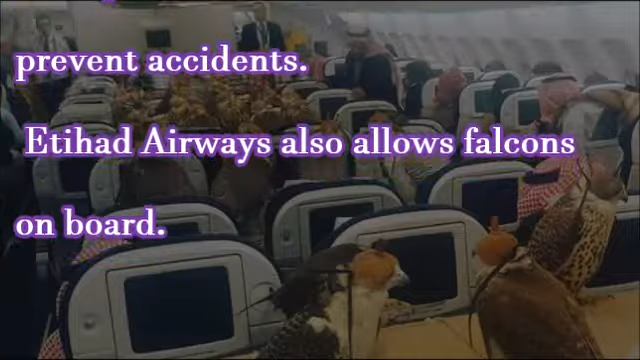 prevent accidents.
Etihad Airways also allows falcons
on board.